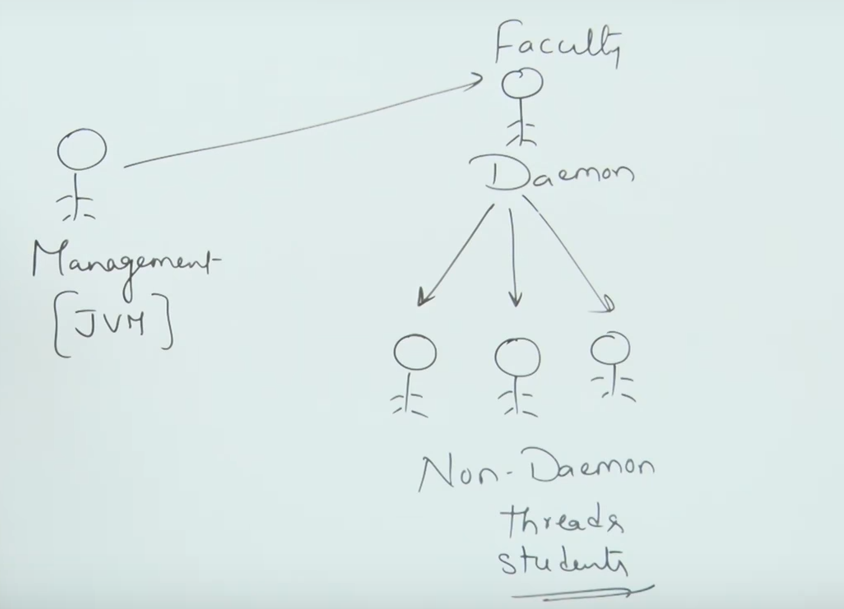 Faculty
Daemon
Management
[JVM]
Non-Daemon
threads
students